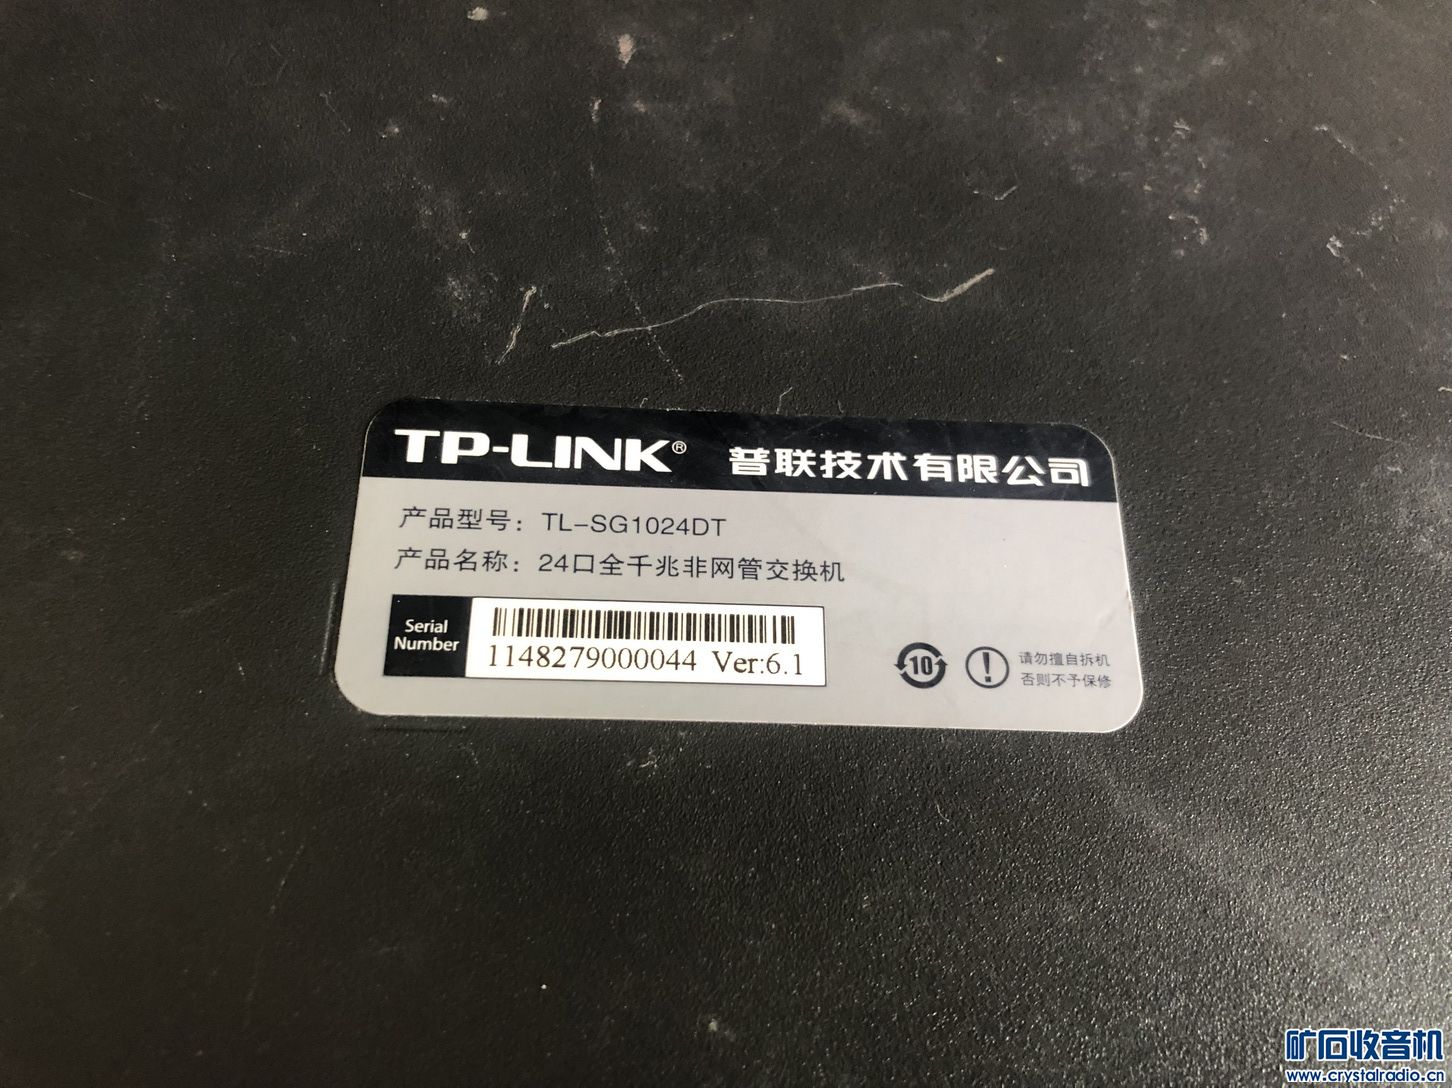 TP-LINK® 普联技术有限公司
产品型号: TL-SG1024DT
产品名称: 24口全千兆非网管交换机
Serial
Number
1148279000044 Ver:6.1
10
请勿擅自拆机
否则不予保修
矿石收音机
www.crystalradio.cn